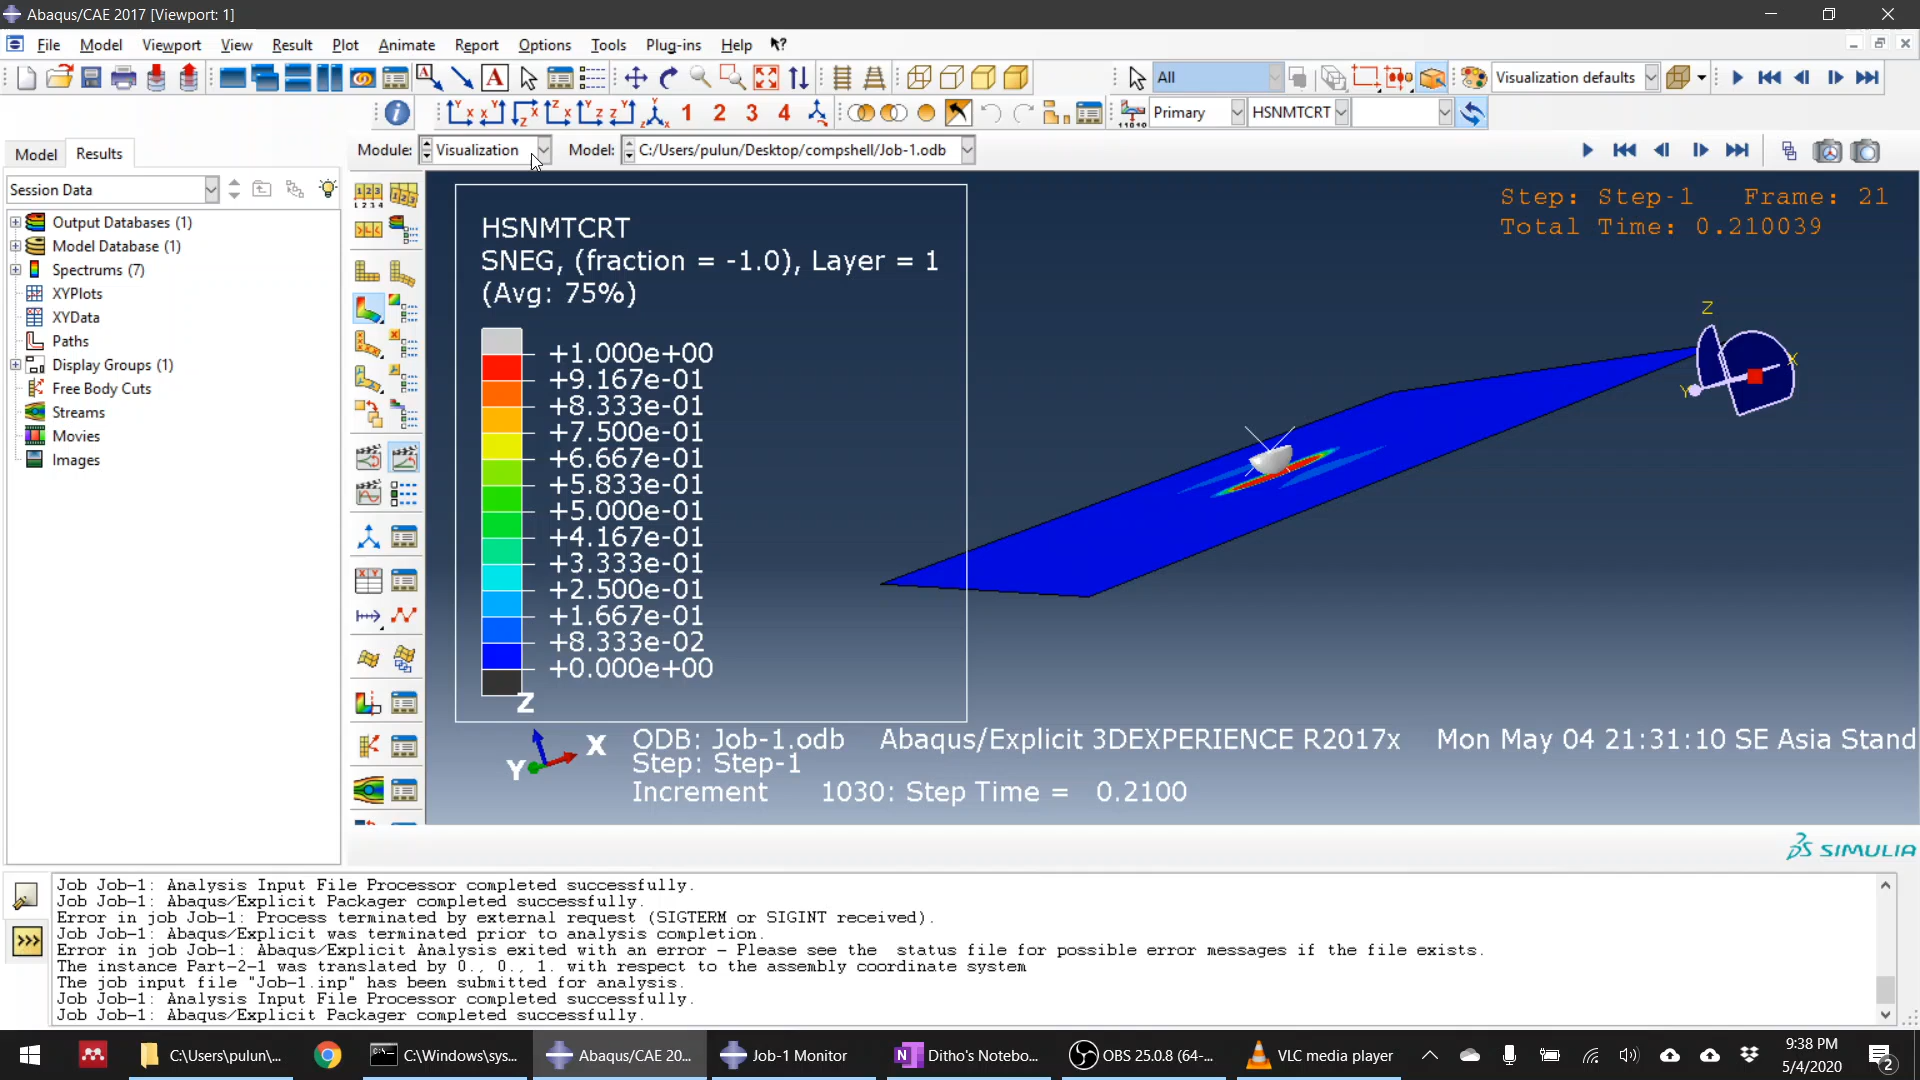 Abaqus/CAE 2017 [Viewport: 1]
File Model Viewport View Result Plot Animate Report Options Tools Plug-ins Help
A A All Visualization defaults
1 2 3 4 Primary HSNMTCRT
Model Results Module: Visualization Model: C:/Users/pulun/Desktop/compshell/Job-1.odb
Session Data
Output Databases (1)
Model Database (1)
Spectrums (7)
XYPlots
XYData
Paths
Display Groups (1)
Free Body Cuts
Streams
Movies
Images
HSNMTCRT
SNEG, (fraction = -1.0), Layer = 1
(Avg: 75%)
+1.000e+00
+9.167e-01
+8.333e-01
+7.500e-01
+6.667e-01
+5.833e-01
+5.000e-01
+4.167e-01
+3.333e-01
+2.500e-01
+1.667e-01
+8.333e-02
+0.000e+00
Step: Step-1 Frame: 21
Total Time: 0.210039
Z
X
Y
Z
X
Y
ODB: Job-1.odb Abaqus/Explicit 3DEXPERIENCE R2017x Mon May 04 21:31:10 SE Asia Stand
Step: Step-1
Increment 1030: Step Time = 0.2100
SIMULIA
Job Job-1: Analysis Input File Processor completed successfully.
Job Job-1: Abaqus/Explicit Packager completed successfully.
Error in job Job-1: Process terminated by external request (SIGTERM or SIGINT received).
Job Job-1: Abaqus/Explicit was terminated prior to analysis completion.
Error in job Job-1: Abaqus/Explicit Analysis exited with an error - Please see the status file for possible error messages if the file exists.
The instance Part-2-1 was translated by 0., 0., 1. with respect to the assembly coordinate system
The job input file "Job-1.inp" has been submitted for analysis.
Job Job-1: Analysis Input File Processor completed successfully.
Job Job-1: Abaqus/Explicit Packager completed successfully.
C:\Users\pulun\... C:\Windows\sys... Abaqus/CAE 20... Job-1 Monitor Ditho's Notebo... OBS 25.0.8 (64-... VLC media player
9:38 PM
5/4/2020
2